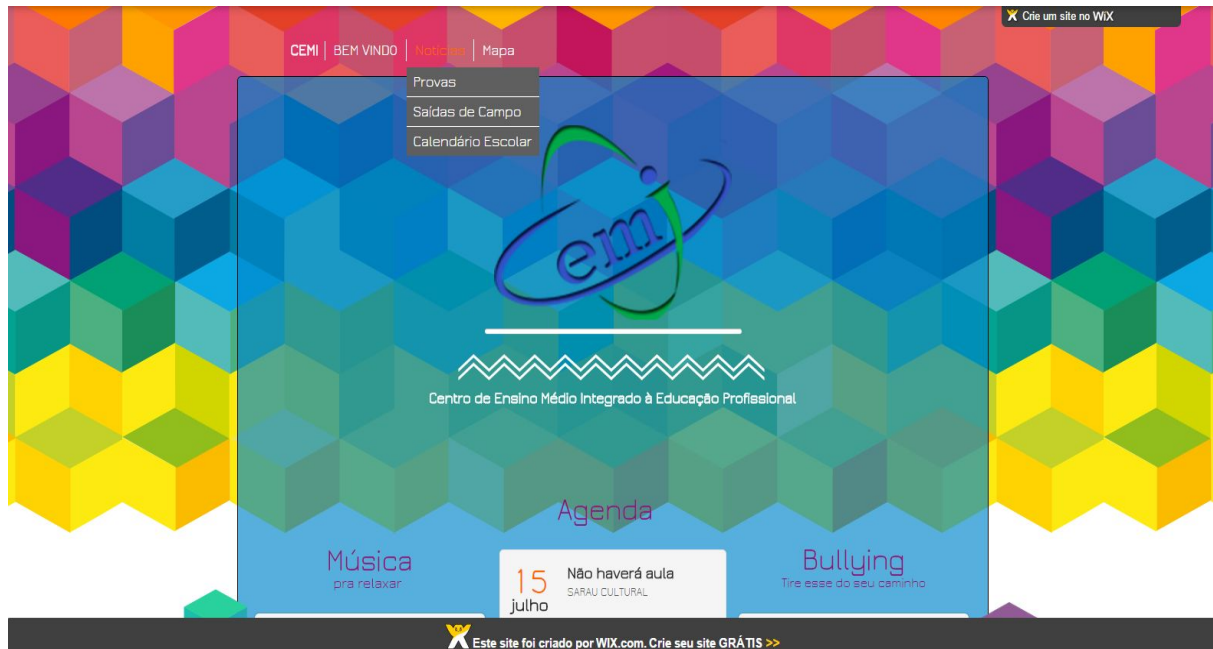 Crie um site no WiX
CEMI | BEM VINDO | Notícias | Mapa
Provas
Saídas de Campo
Calendário Escolar
cemi
Centro de Ensino Médio Integrado à Educação Profissional
Agenda
Música
pra relaxar
15
julho
Não haverá aula
SARAU CULTURAL
Bullying
Tire esse do seu caminho
Este site foi criado por WIX.com. Crie seu site GRÁTIS >>